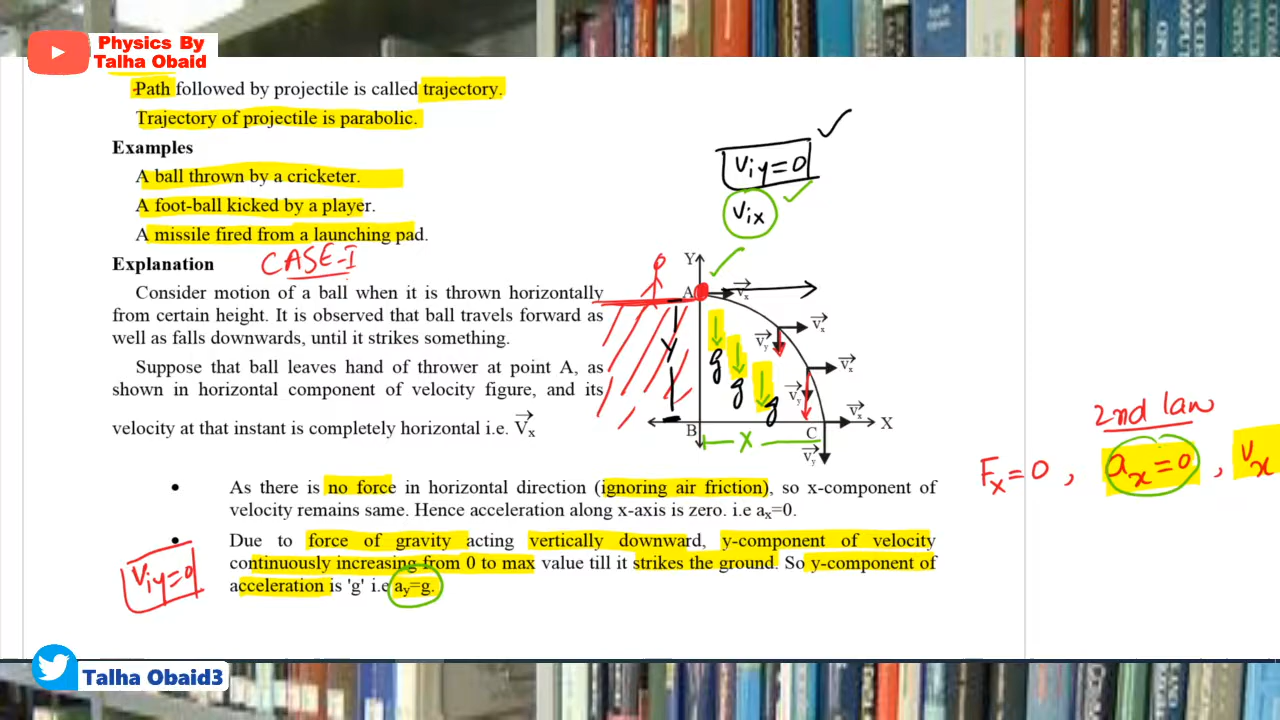 Physics By
Talha Obaid
Path followed by projectile is called trajectory.
Trajectory of projectile is parabolic.
Examples
A ball thrown by a cricketer.
A foot-ball kicked by a player.
A missile fired from a launching pad.
Explanation
CASE-I
Consider motion of a ball when it is thrown horizontally
from certain height. It is observed that ball travels forward as
well as falls downwards, until it strikes something.
Suppose that ball leaves hand of thrower at point A, as
shown in horizontal component of velocity figure, and its
velocity at that instant is completely horizontal i.e. V⃗x
viy=0
vix
Y
A
v⃗x
v⃗y
v⃗x
Y
g
g
g
v⃗y
v⃗x
B
X
C
v⃗x
X
v⃗y
2nd law
Fx=0 , ax=0 , vx
• As there is no force in horizontal direction (ignoring air friction), so x-component of
velocity remains same. Hence acceleration along x-axis is zero. i.e ax=0.
• Due to force of gravity acting vertically downward, y-component of velocity
continuously increasing from 0 to max value till it strikes the ground. So y-component of
acceleration is 'g' i.e ay=g.
viy=0
Talha Obaid3